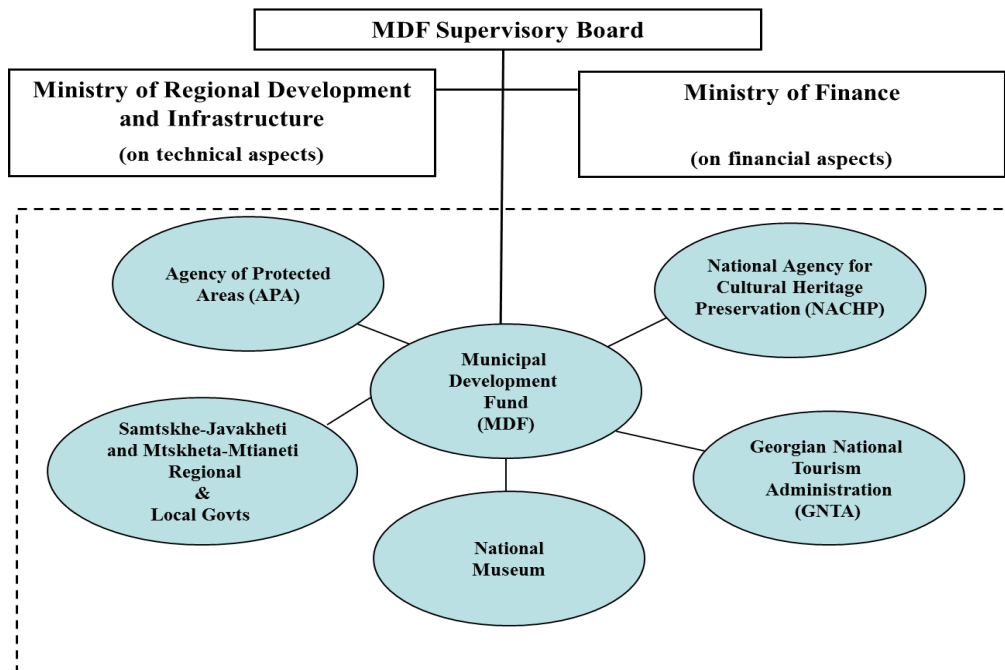 MDF Supervisory Board
Ministry of Regional Development
and Infrastructure
(on technical aspects)
Ministry of Finance
(on financial aspects)
Agency of Protected
Areas (APA)
National Agency for
Cultural Heritage
Preservation (NACHP)
Municipal
Development
Fund
(MDF)
Samtskhe-Javakheti
and Mtskheta-Mtianeti
Regional
&
Local Govts
Georgian National
Tourism
Administration
(GNTA)
National
Museum